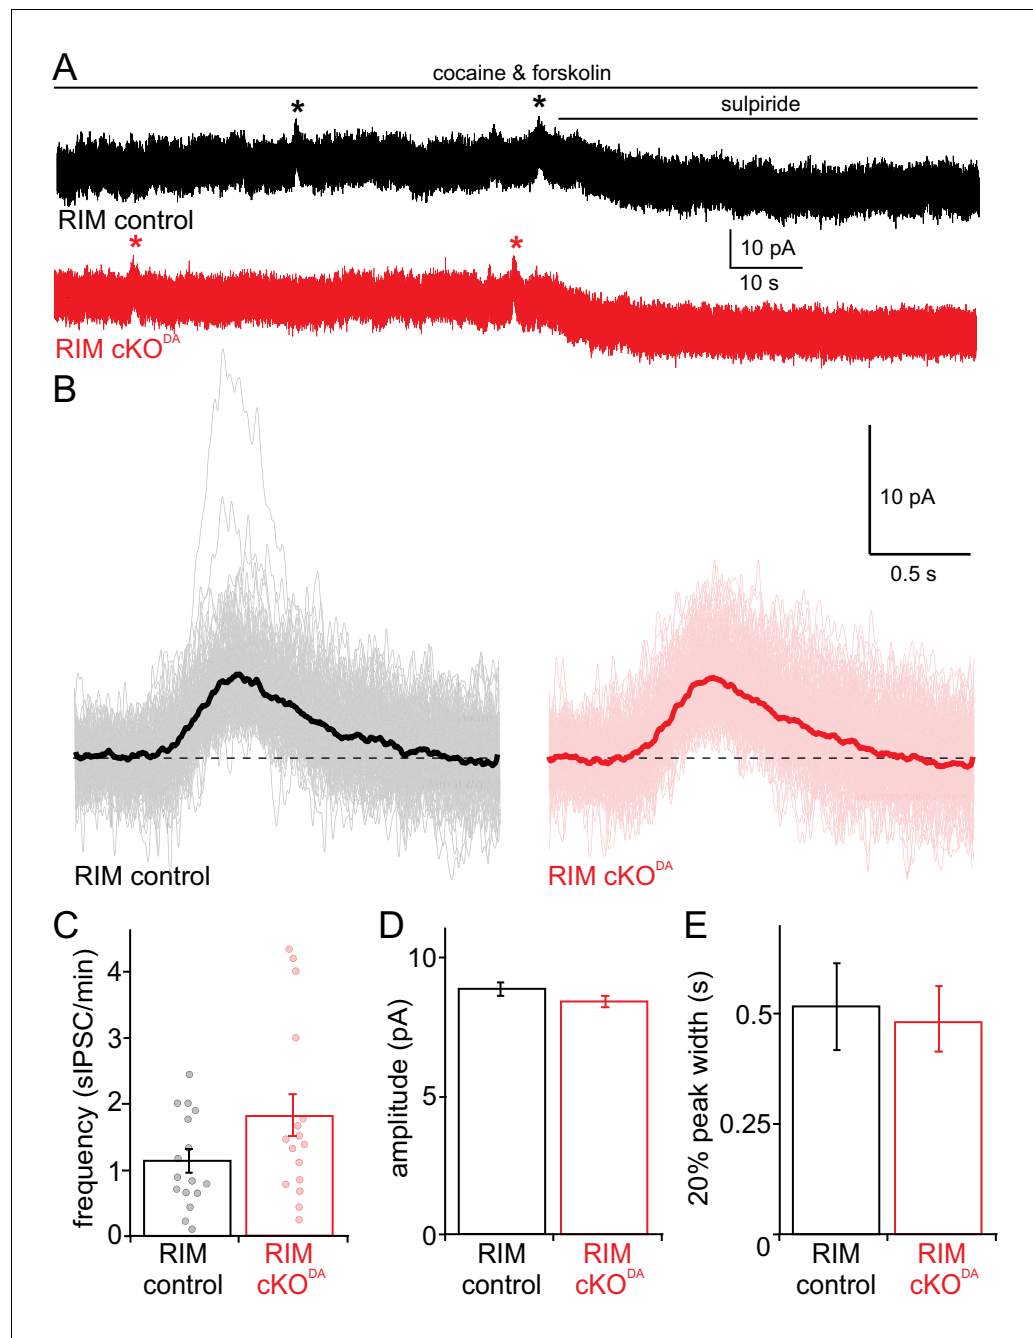 A
cocaine & forskolin
* *
sulpiride
RIM control
* *
10 pA
10 s
RIM cKO^DA
B
10 pA
0.5 s
RIM control
RIM cKO^DA
C
frequency (sIPSC/min)
4
3
2
1
0
RIM
control
RIM
cKO^DA
D
amplitude (pA)
10
5
0
RIM
control
RIM
cKO^DA
E
20% peak width (s)
0.5
0.25
0
RIM
control
RIM
cKO^DA